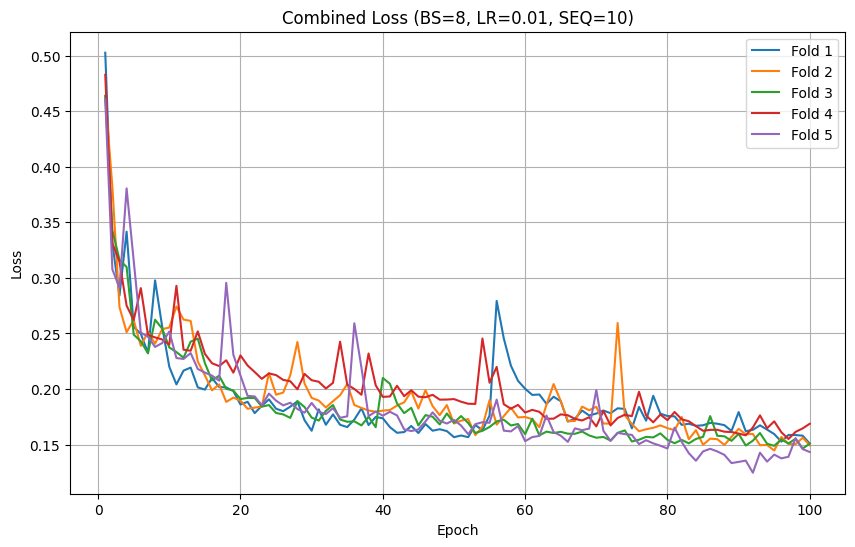 Combined Loss (BS=8, LR=0.01, SEQ=10)
Loss
0.50
0.45
0.40
0.35
0.30
0.25
0.20
0.15
Fold 1
Fold 2
Fold 3
Fold 4
Fold 5
0 20 40 60 80 100
Epoch